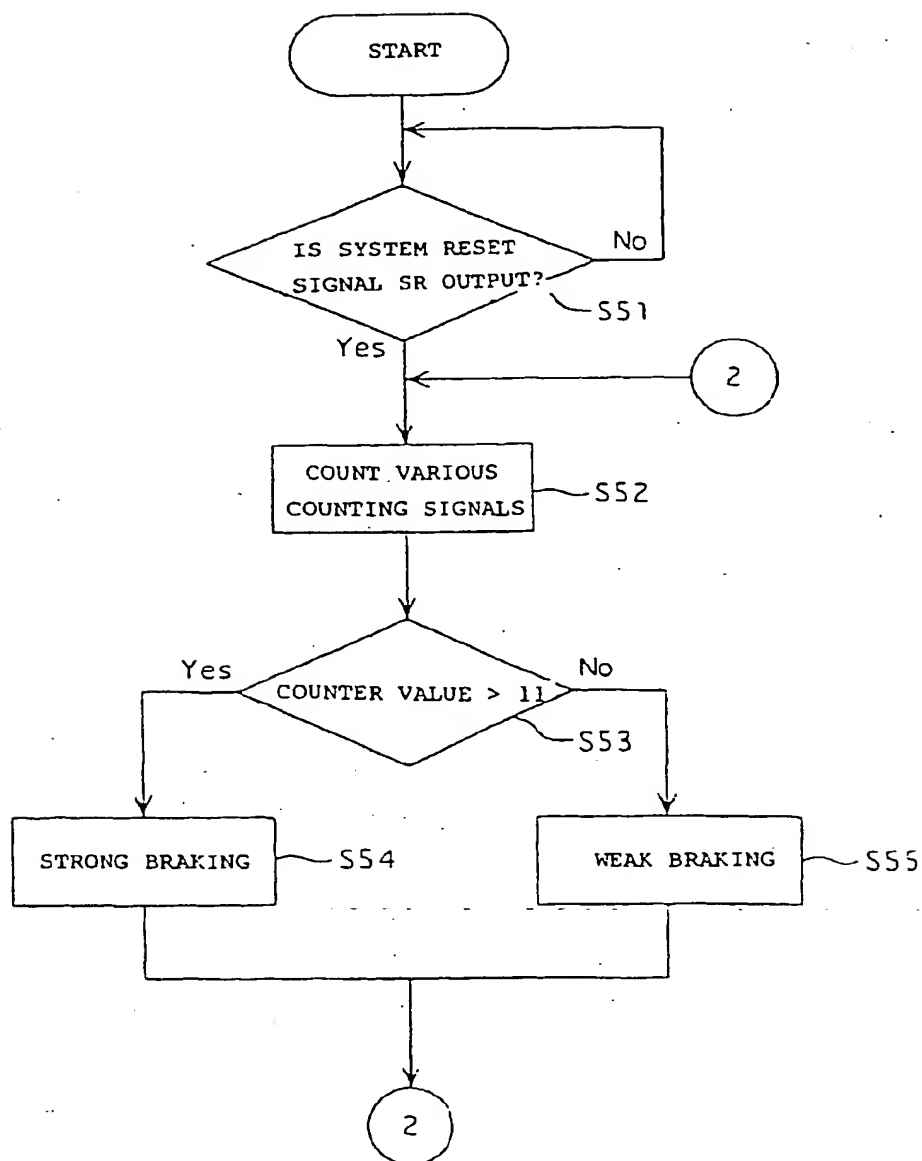 START
IS SYSTEM RESET
No
SIGNAL SR OUTPUT?
S51
Yes
2
COUNT VARIOUS
COUNTING SIGNALS
S52
Yes
No
COUNTER VALUE > 11
S53
STRONG BRAKING
S54
WEAK BRAKING
S55
2